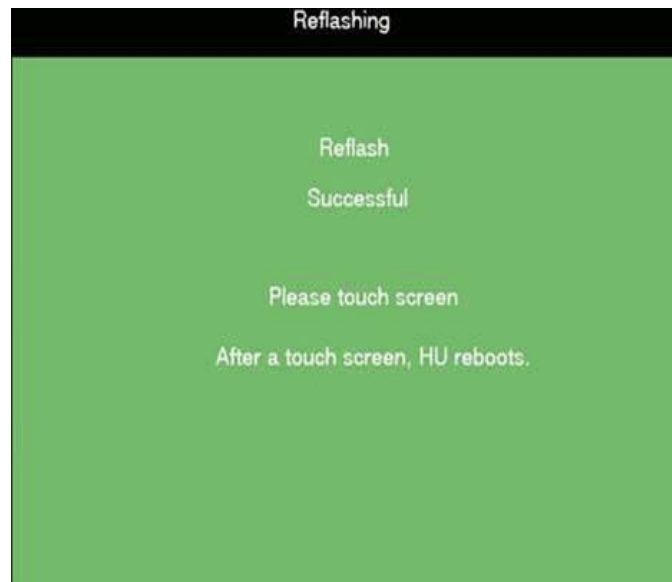 Reflashing
Reflash
Successful
Please touch screen
After a touch screen, HU reboots.